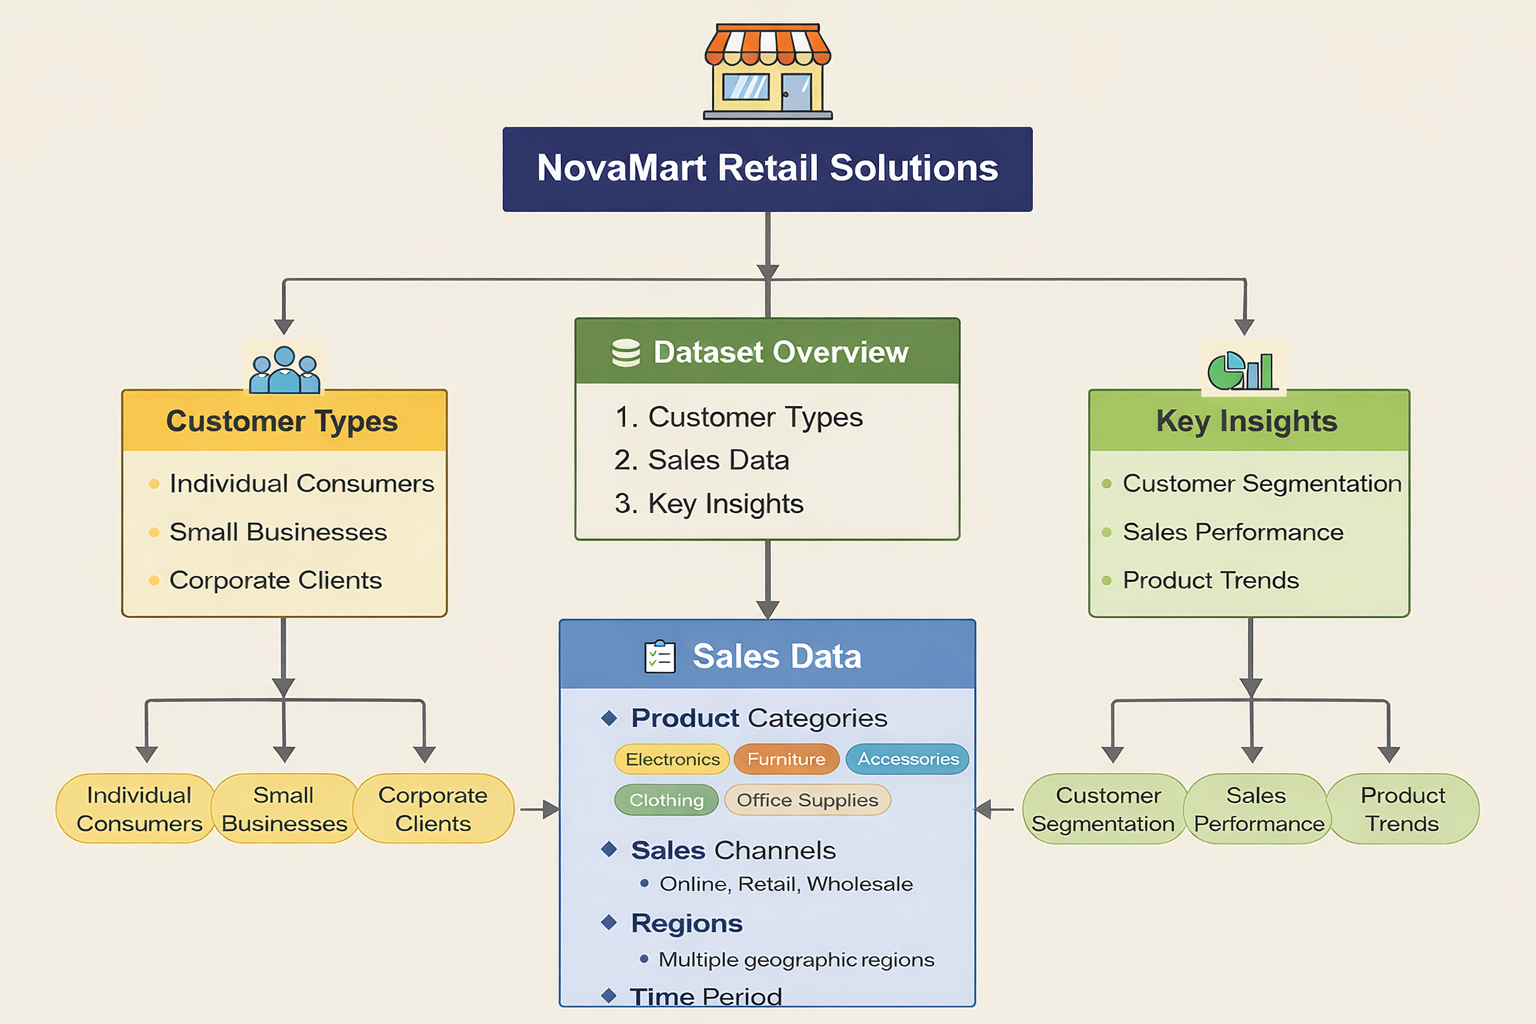 NovaMart Retail Solutions
Dataset Overview
1. Customer Types
2. Sales Data
3. Key Insights
Customer Types
Individual Consumers
Small Businesses
Corporate Clients
Key Insights
Customer Segmentation
Sales Performance
Product Trends
Individual
Consumers
Small
Businesses
Corporate
Clients
Sales Data
Product Categories
Electronics Furniture Accessories
Clothing Office Supplies
Sales Channels
Online, Retail, Wholesale
Regions
Multiple geographic regions
Time Period
Customer
Segmentation
Sales
Performance
Product
Trends